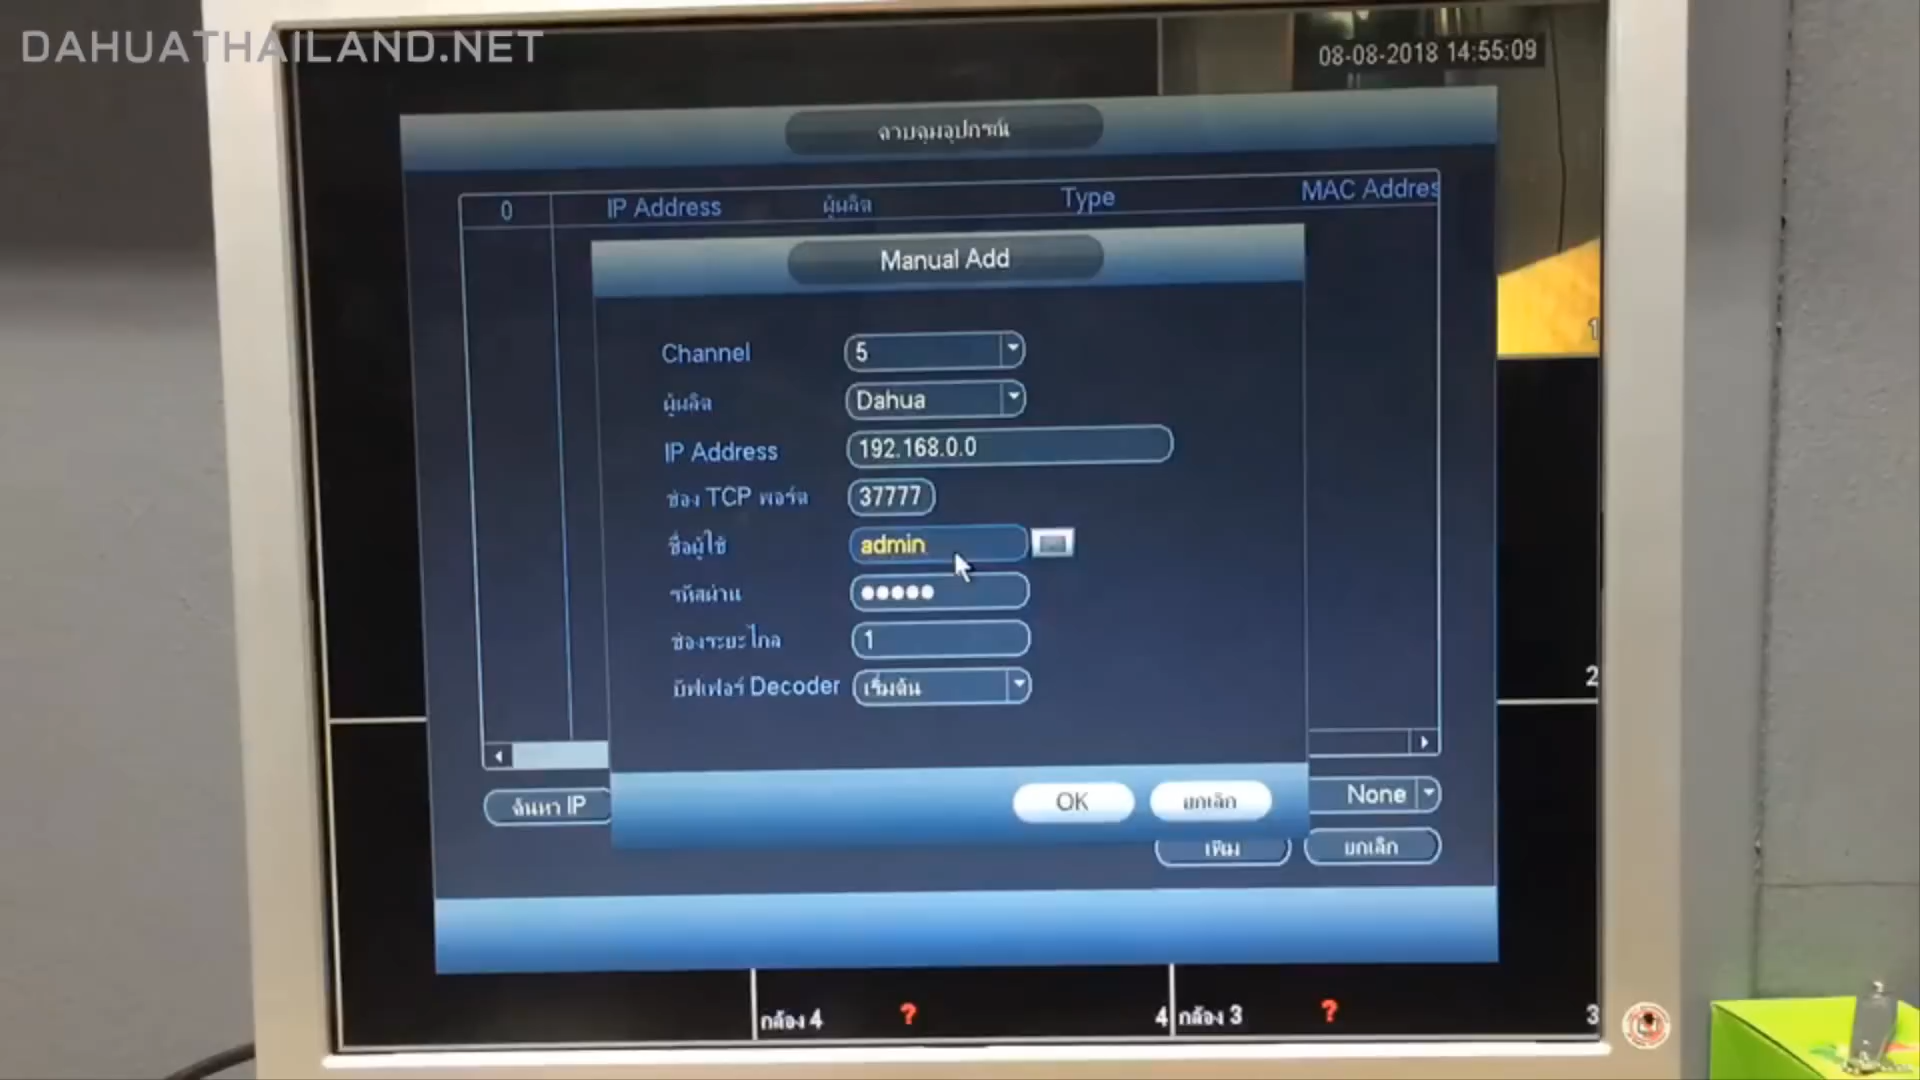 DAHUATHAILAND.NET
08-08-2018 14:55:09
ควบคุมอุปกรณ์
0 IP Address ผู้ผลิต Type MAC Addres
Manual Add
Channel 5
ผู้ผลิต Dahua
IP Address 192.168.0.0
ช่อง TCP พอร์ต 37777
ชื่อผู้ใช้ admin
รหัสผ่าน ●●●●●
ช่องระยะไกล 1
บัฟเฟอร์ Decoder เริ่มต้น
OK ยกเลิก
ค้นหา IP None
เพิ่ม ยกเลิก
1
2
กล้อง 4 ? 4 กล้อง 3 ? 3